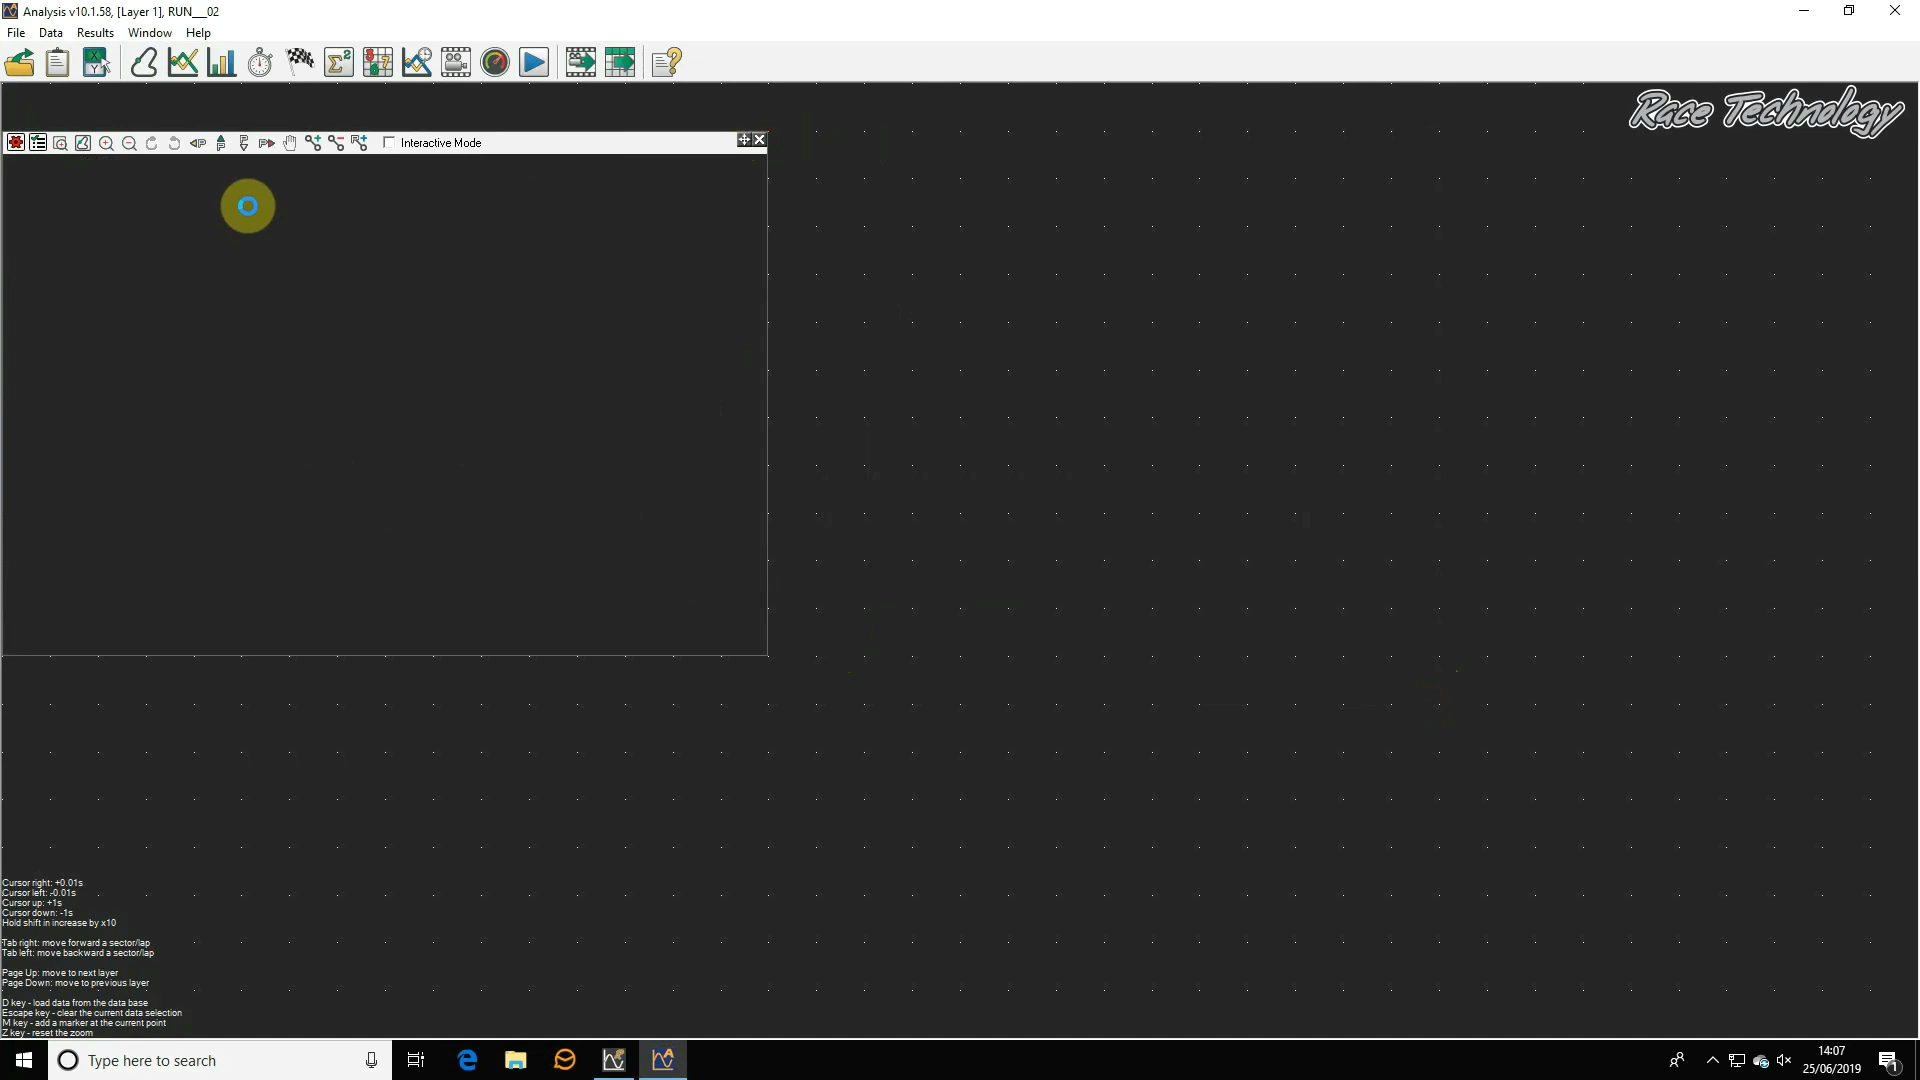 Analysis v10.1.58, [Layer 1], RUN___02
File Data Results Window Help
Race Technology
Interactive Mode
Cursor right: +0.01s
Cursor left: -0.01s
Cursor up: +1s
Cursor down: -1s
Hold shift in increase by x10
Tab right: move forward a sector/lap
Tab left: move backward a sector/lap
Page Up: move to next layer
Page Down: move to previous layer
D key - load data from the data base
Escape key - clear the current data selection
M key - add a marker at the current point
Z key - reset the zoom
Type here to search
14:07
25/06/2019
1